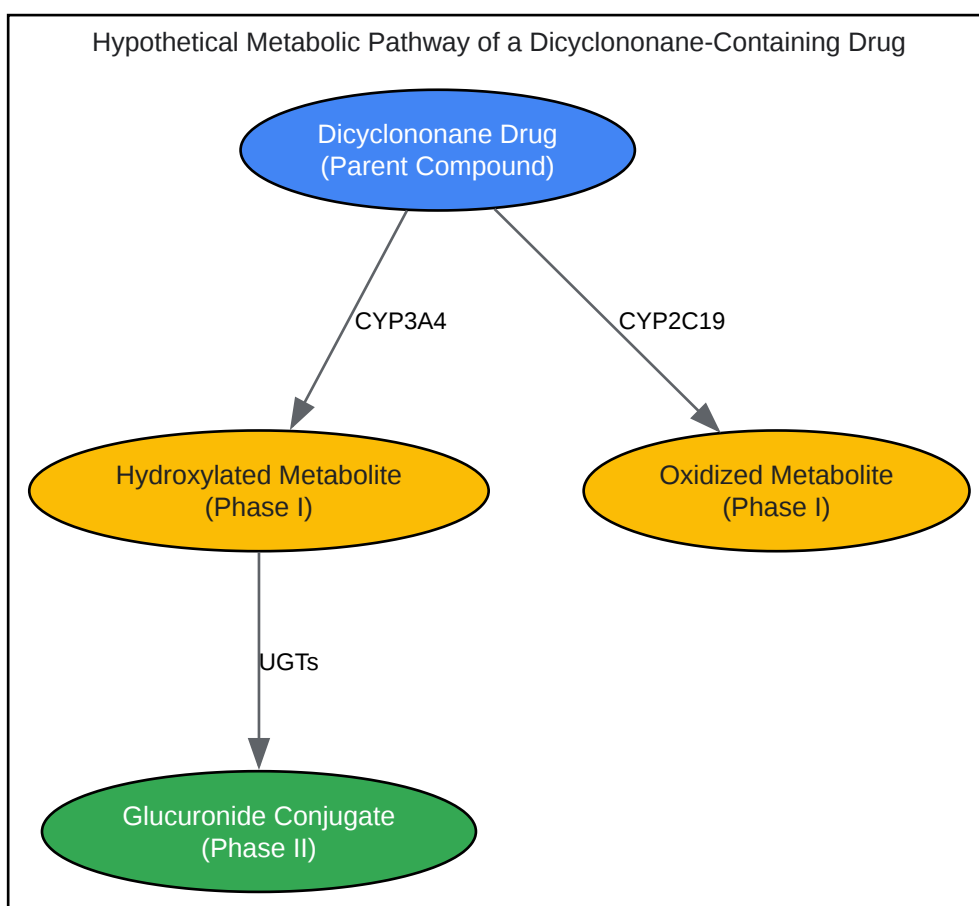 Hypothetical Metabolic Pathway of a Dicyclononane-Containing Drug
Dicyclononane Drug
(Parent Compound)
CYP3A4
CYP2C19
Hydroxylated Metabolite
(Phase I)
Oxidized Metabolite
(Phase I)
UGTs
Glucuronide Conjugate
(Phase II)